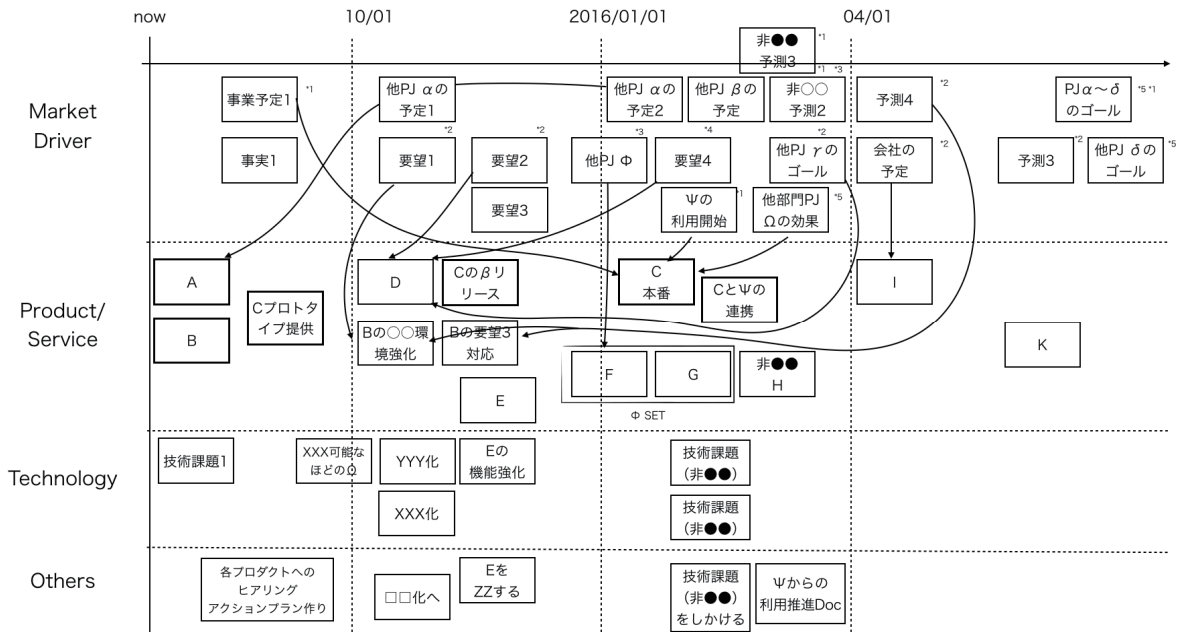 now
10/01
2016/01/01
04/01
非●●
予測3
*1
Market
Driver
事業予定1
*1
他PJ αの
予定1
他PJ αの
予定2
他PJ βの
予定
非○○
予測2
*1
*3
予測4
*2
PJα〜δ
のゴール
*5 *1
事実1
要望1
*2
要望2
*2
他PJ Φ
*3
要望4
*4
他PJ γの
ゴール
*2
会社の
予定
*2
予測3
*2
他PJ δの
ゴール
*5
要望3
Ψの
利用開始
*1
他部門PJ
Ωの効果
*5
Product/
Service
A
Cプロトタ
イプ提供
B
D
Cのβリ
リース
C
本番
CとΨの
連携
I
Bの○○環
境強化
Bの要望3
対応
K
E
F
G
非●●
H
Φ SET
Technology
技術課題1
XXX可能な
ほどのΩ
YYY化
Eの
機能強化
技術課題
(非●●)
XXX化
技術課題
(非●●)
Others
各プロダクトへの
ヒアリング
アクションプラン作り
□□化へ
Eを
ZZする
技術課題
(非●●)
をしかける
Ψからの
利用推進Doc